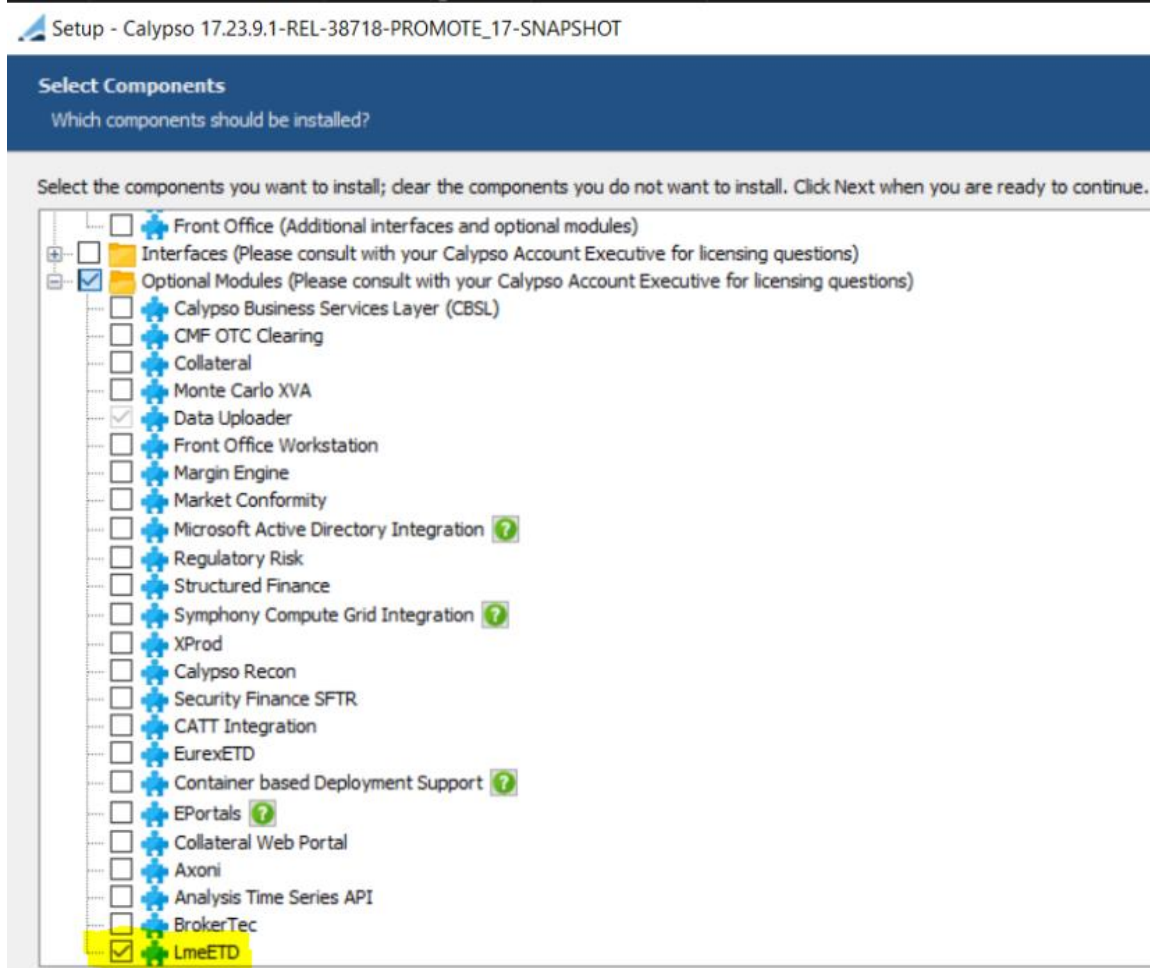 Setup - Calypso 17.23.9.1-REL-38718-PROMOTE_17-SNAPSHOT
Select Components
Which components should be installed?
Select the components you want to install; clear the components you do not want to install. Click Next when you are ready to continue.
Front Office (Additional interfaces and optional modules)
Interfaces (Please consult with your Calypso Account Executive for licensing questions)
Optional Modules (Please consult with your Calypso Account Executive for licensing questions)
Calypso Business Services Layer (CBSL)
CMF OTC Clearing
Collateral
Monte Carlo XVA
Data Uploader
Front Office Workstation
Margin Engine
Market Conformity
Microsoft Active Directory Integration ?
Regulatory Risk
Structured Finance
Symphony Compute Grid Integration ?
XProd
Calypso Recon
Security Finance SFTR
CATT Integration
EurexETD
Container based Deployment Support ?
EPortals ?
Collateral Web Portal
Axoni
Analysis Time Series API
BrokerTec
LmeETD